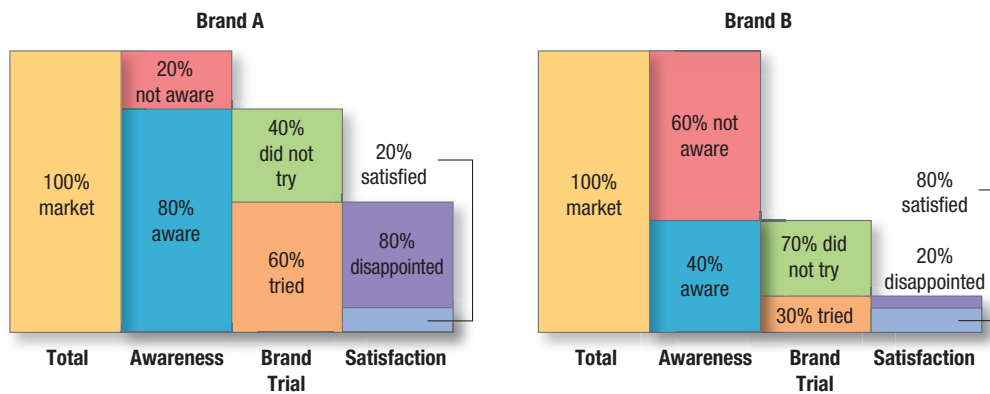 Brand A
20%
not aware
40%
did not
try
20%
satisfied
100%
market
80%
aware
60%
tried
80%
disappointed
Total
Awareness
Brand
Trial
Satisfaction
Brand B
60% not
aware
100%
market
40%
aware
70% did
not try
30% tried
80%
satisfied
20%
disappointed
Total
Awareness
Brand
Trial
Satisfaction